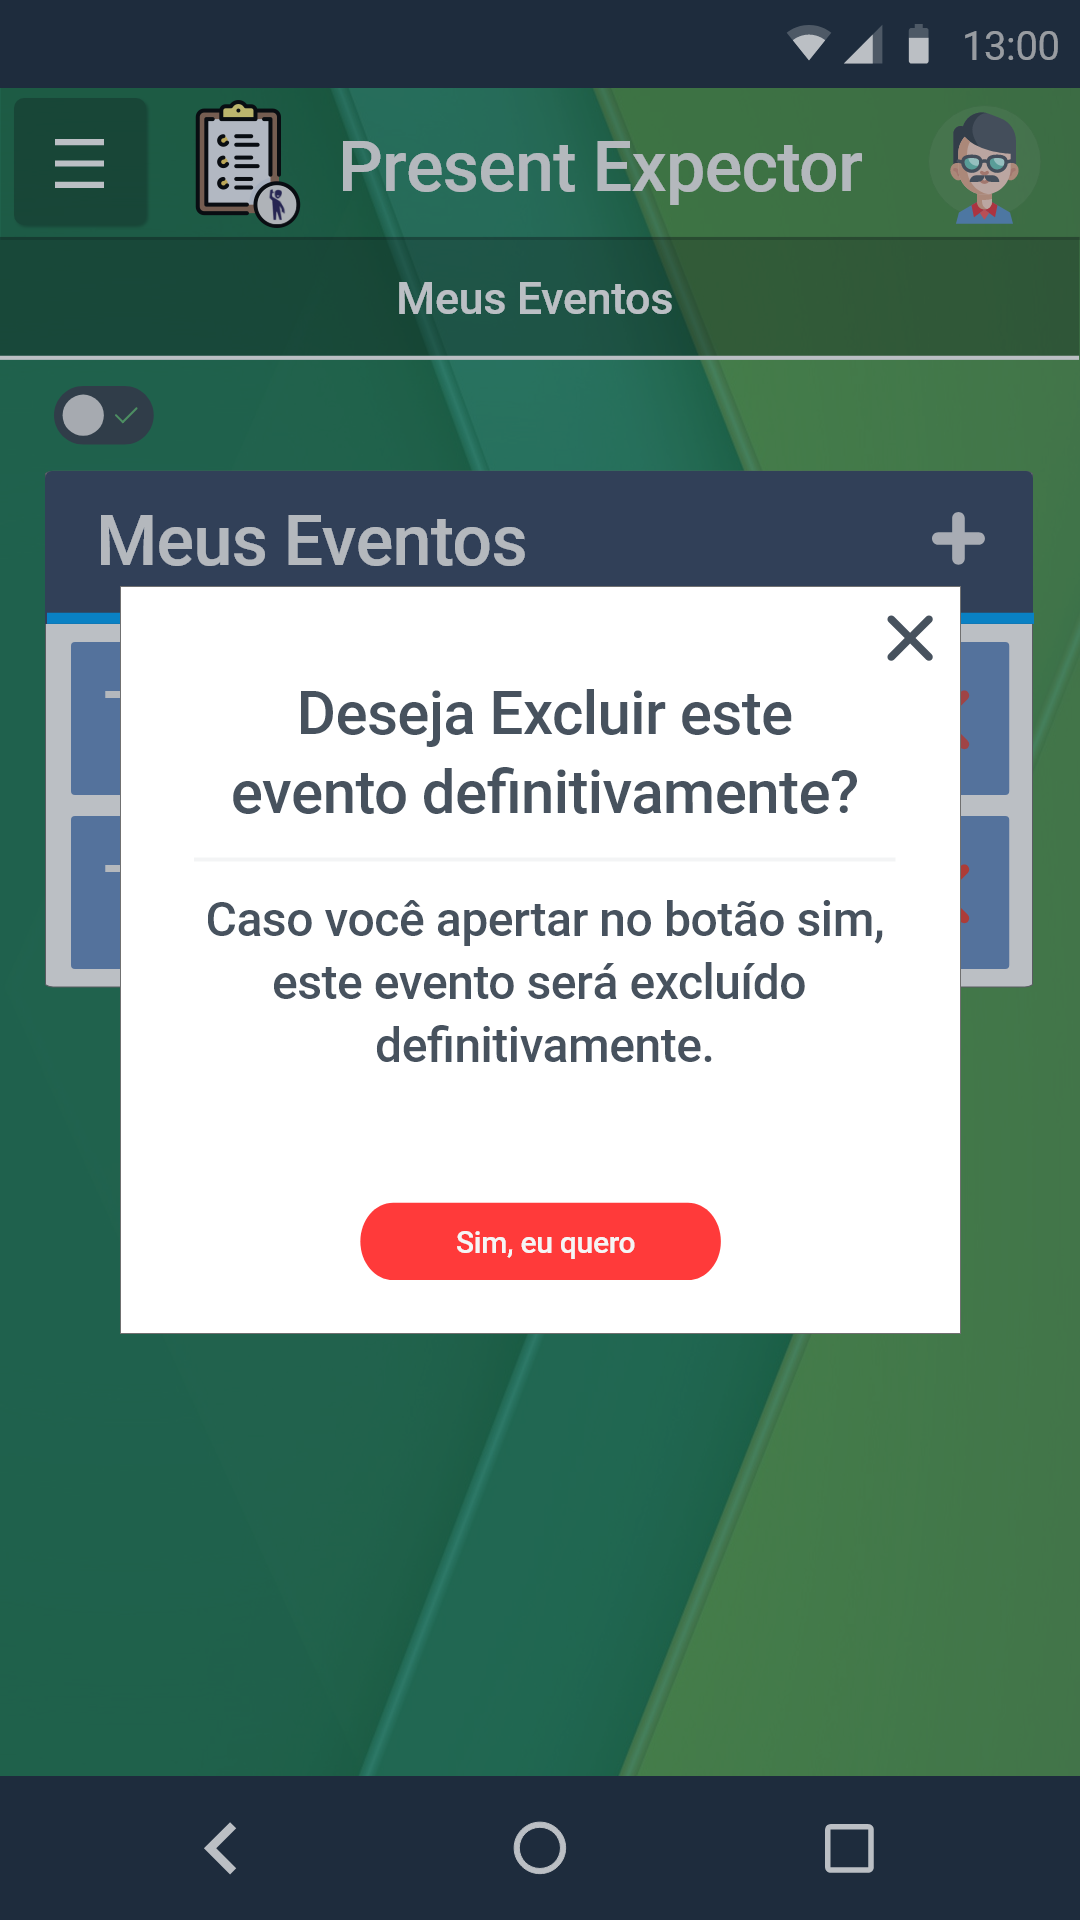 13:00
Present Expector
Meus Eventos
Meus Eventos
Deseja Excluir este
evento definitivamente?
Caso você apertar no botão sim,
este evento será excluído
definitivamente.
Sim, eu quero